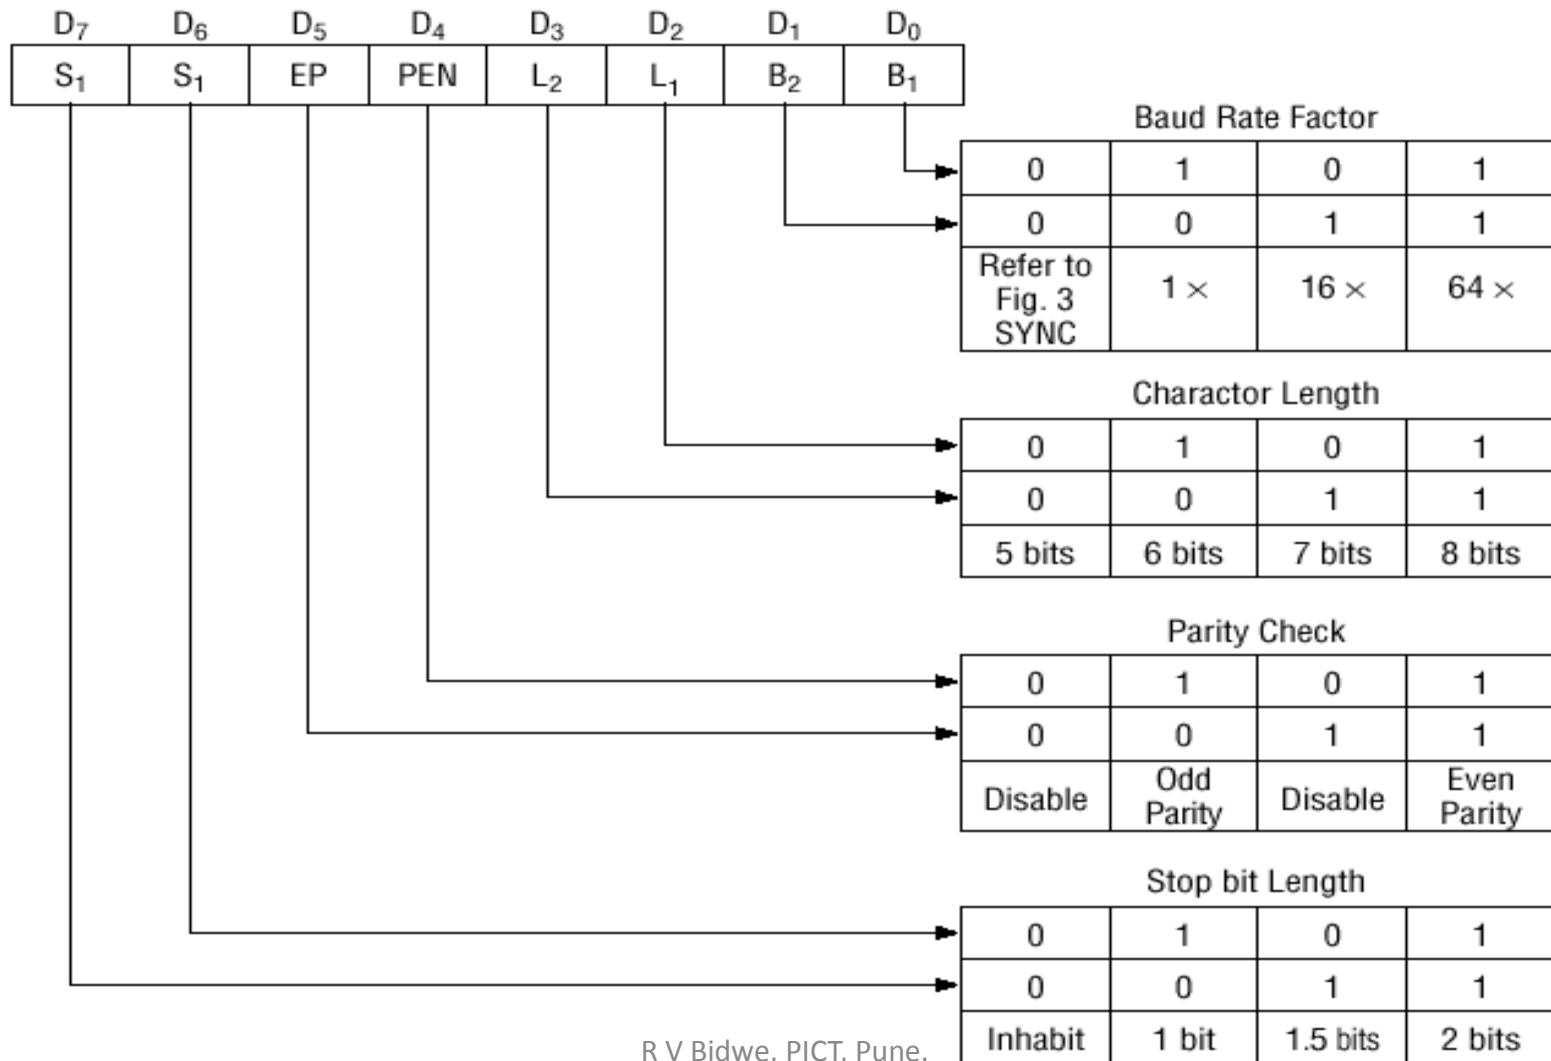 D₇ D₆ D₅ D₄ D₃ D₂ D₁ D₀
S₁ S₁ EP PEN L₂ L₁ B₂ B₁
Baud Rate Factor
0 1 0 1
0 0 1 1
Refer to
Fig. 3
SYNC 1 × 16 × 64 ×
Charactor Length
0 1 0 1
0 0 1 1
5 bits 6 bits 7 bits 8 bits
Parity Check
0 1 0 1
0 0 1 1
Disable Odd Parity Disable Even Parity
Stop bit Length
0 1 0 1
0 0 1 1
Inhabit 1 bit 1.5 bits 2 bits
R V Bidwe. PICT. Pune.